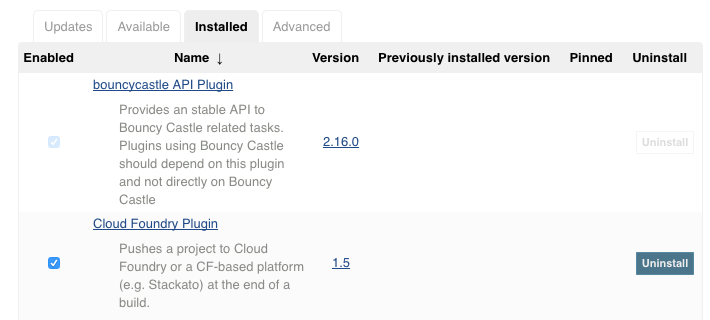 Updates Available Installed Advanced
Enabled Name ↓ Version Previously installed version Pinned Uninstall
bouncycastle API Plugin
Provides an stable API to
Bouncy Castle related tasks.
Plugins using Bouncy Castle
should depend on this plugin
and not directly on Bouncy
Castle
2.16.0
Uninstall
Cloud Foundry Plugin
Pushes a project to Cloud
Foundry or a CF-based platform
(e.g. Stackato) at the end of a
build.
1.5
Uninstall